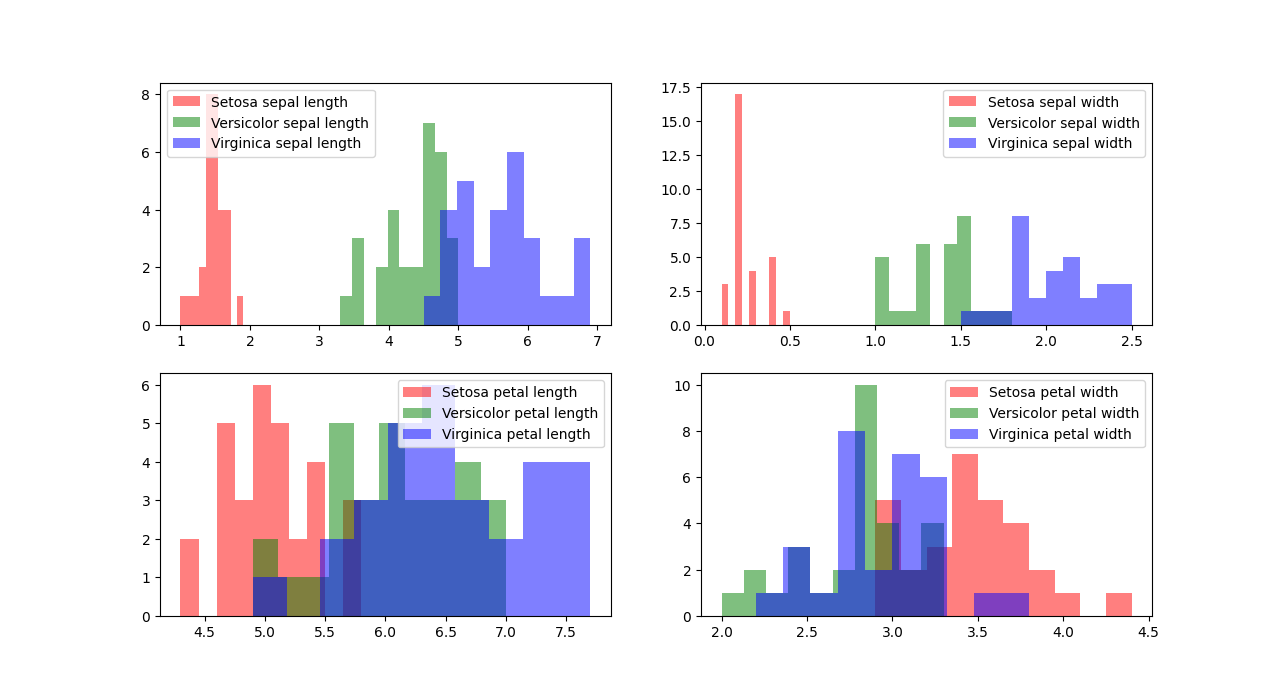 8
6
4
2
0
Setosa sepal length
Versicolor sepal length
Virginica sepal length
1 2 3 4 5 6 7
17.5
15.0
12.5
10.0
7.5
5.0
2.5
0.0
Setosa sepal width
Versicolor sepal width
Virginica sepal width
0.0 0.5 1.0 1.5 2.0 2.5
6
5
4
3
2
1
0
Setosa petal length
Versicolor petal length
Virginica petal length
4.5 5.0 5.5 6.0 6.5 7.0 7.5
10
8
6
4
2
0
Setosa petal width
Versicolor petal width
Virginica petal width
2.0 2.5 3.0 3.5 4.0 4.5